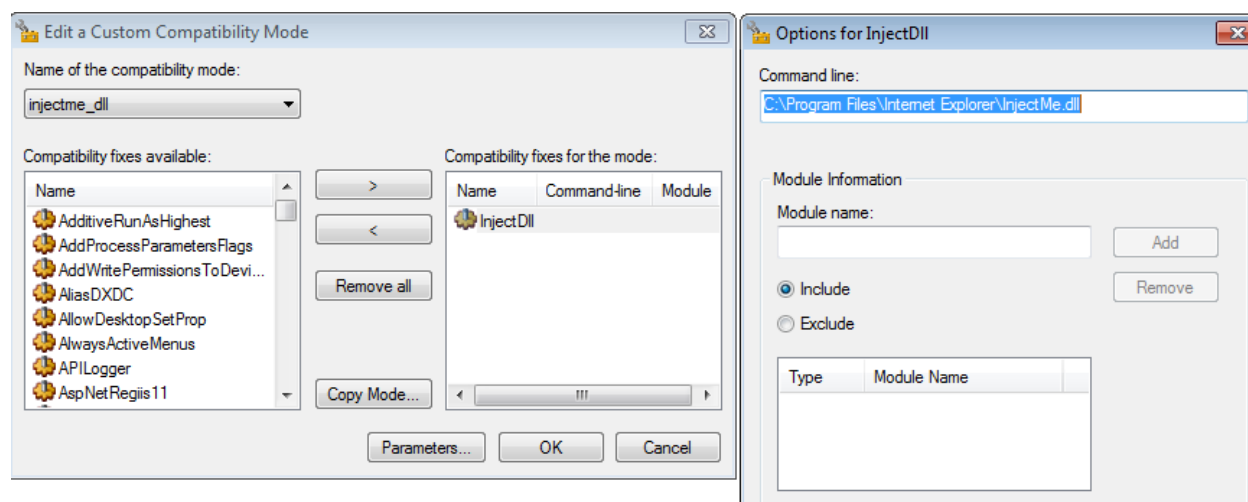 Edit a Custom Compatibility Mode
Name of the compatibility mode:
injectme_dll
Compatibility fixes available:
Name
AdditiveRunAsHighest
AddProcessParametersFlags
AddWritePermissionsToDevi...
AliasDXDC
AllowDesktopSetProp
AlwaysActiveMenus
APILogger
AspNetRegiis11
>
<
Remove all
Copy Mode...
Compatibility fixes for the mode:
Name Command-line Module
InjectDll
Parameters... OK Cancel
Options for InjectDll
Command line:
C:\Program Files\Internet Explorer\InjectMe.dll
Module Information
Module name:
Add
Include
Remove
Exclude
Type Module Name